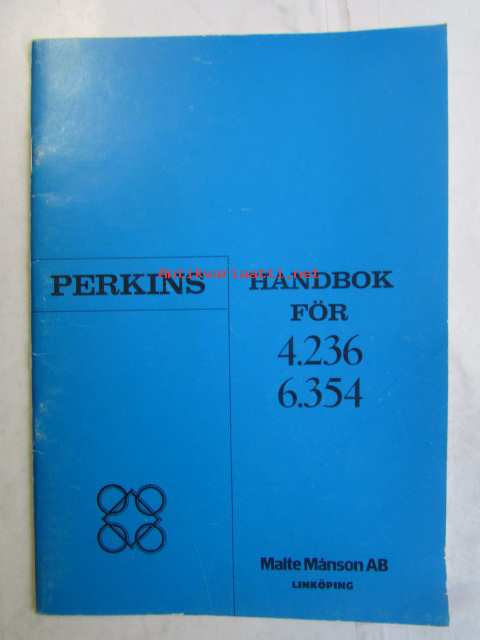 PERKINS
HANDBOK
FÖR
4.236
6.354
Malte Månson AB
LINKÖPING